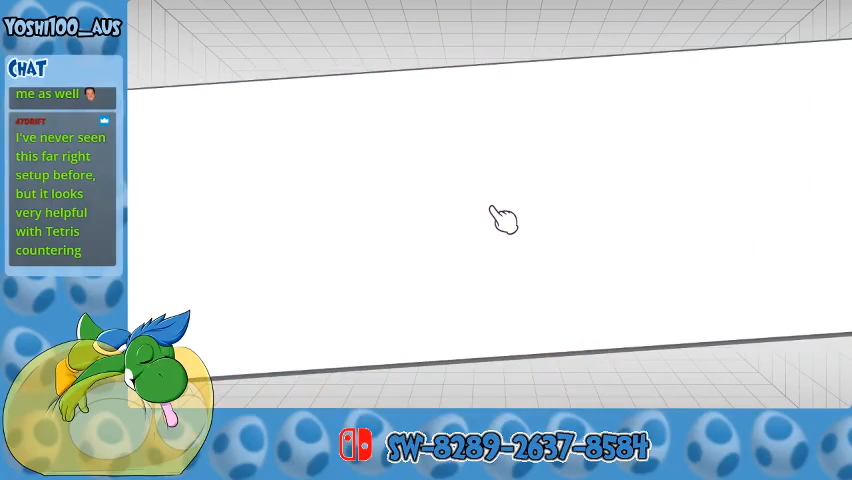 YOSHI100_AUS
CHAT
me as well
47DRIFT
I've never seen
this far right
setup before,
but it looks
very helpful
with Tetris
countering
SW-8289-2637-8584